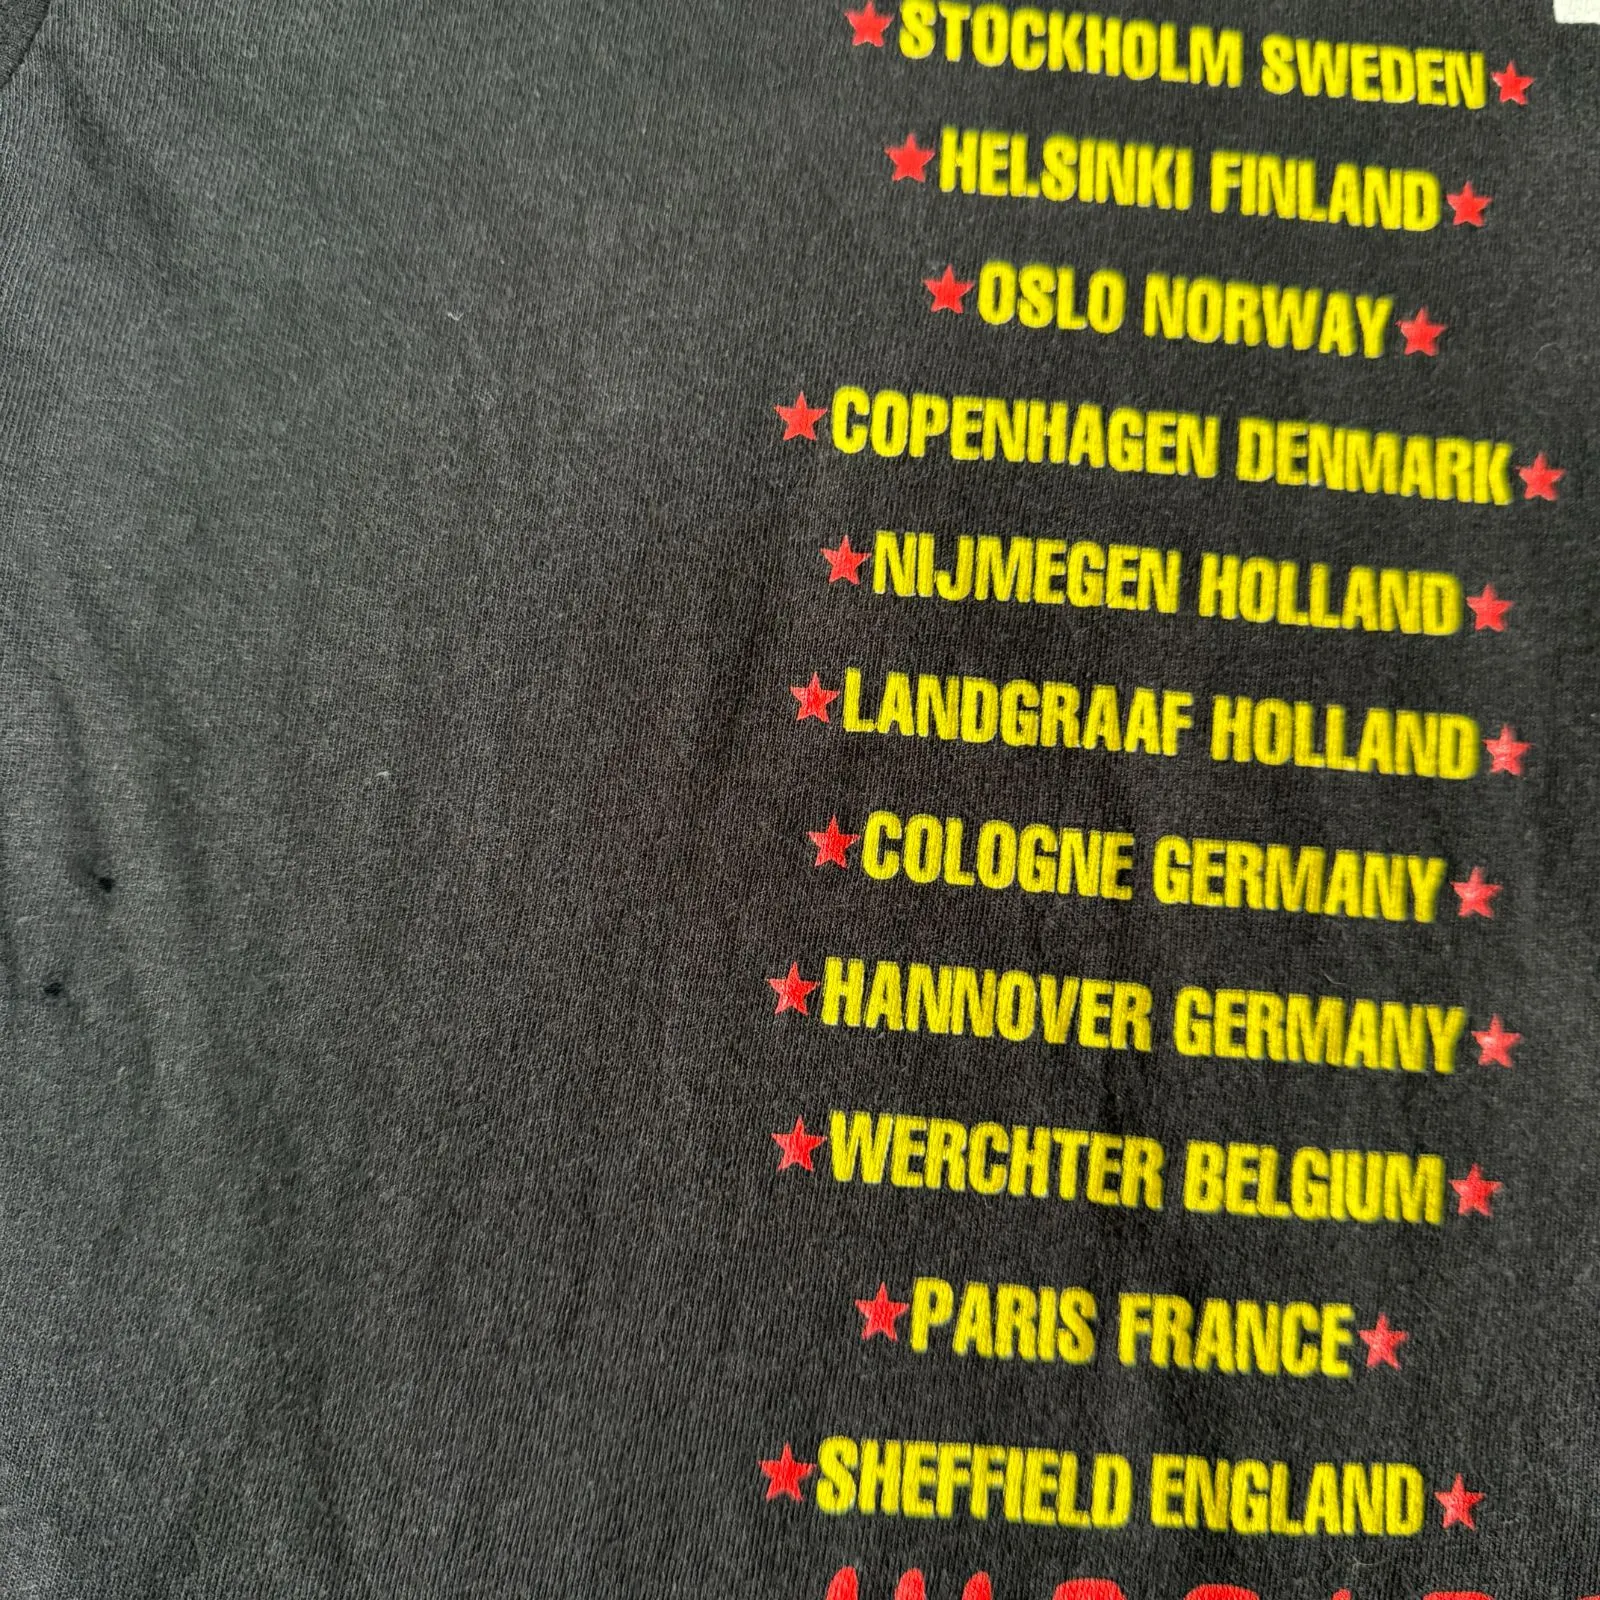 ★STOCKHOLM SWEDEN★
★HELSINKI FINLAND★
★OSLO NORWAY★
★COPENHAGEN DENMARK★
★NIJMEGEN HOLLAND★
★LANDGRAAF HOLLAND★
★COLOGNE GERMANY★
★HANNOVER GERMANY★
★WERCHTER BELGIUM★
★PARIS FRANCE★
★SHEFFIELD ENGLAND★